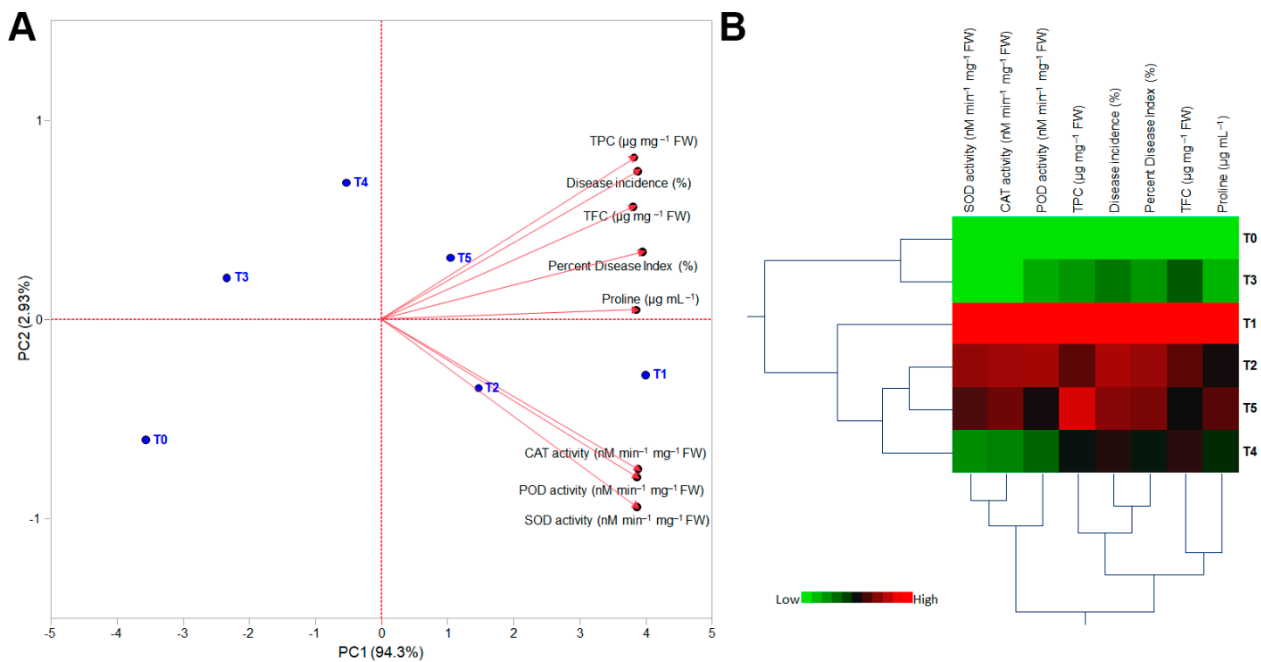 A
1
0
-1
-5
-4
-3
-2
-1
0
1
2
3
4
5
PC1 (94.3%)
PC2 (2.93%)
T4
T3
T5
T2
T1
T0
TPC (µg mg⁻¹ FW)
Disease incidence (%)
TFC (µg mg⁻¹ FW)
Percent Disease Index (%)
Proline (µg mL⁻¹)
CAT activity (nM min⁻¹ mg⁻¹ FW)
POD activity (nM min⁻¹ mg⁻¹ FW)
SOD activity (nM min⁻¹ mg⁻¹ FW)
B
SOD activity (nM min⁻¹ mg⁻¹ FW)
CAT activity (nM min⁻¹ mg⁻¹ FW)
POD activity (nM min⁻¹ mg⁻¹ FW)
TPC (µg mg⁻¹ FW)
Disease incidence (%)
Percent Disease Index (%)
TFC (µg mg⁻¹ FW)
Proline (µg mL⁻¹)
T0
T3
T1
T2
T5
T4
Low
High